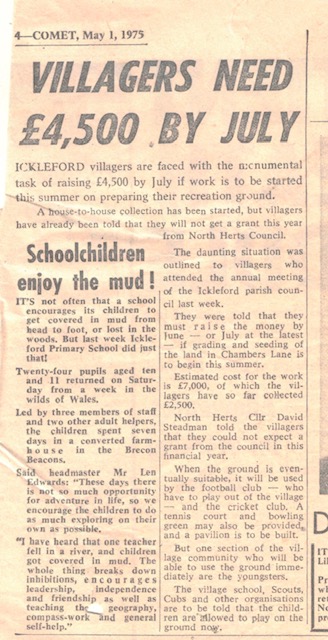 4—COMET, May 1, 1975
VILLAGERS NEED
£4,500 BY JULY
ICKLEFORD villagers are faced with the monumental
task of raising £4,500 by July if work is to be started
this summer on preparing their recreation ground.
A house-to-house collection has been started, but villagers
have already been told that they will not get a grant this year
from North Herts Council.
The daunting situation was
outlined to villagers who
attended the annual meeting
of the Ickleford parish coun-
cil last week.
They were told that they
must raise the money by
June — or July at the latest
— if grading and seeding of
the land in Chambers Lane is
to begin this summer.
Estimated cost for the work
is £7,000, of which the vil-
lagers have so far collected
£2,500.
North Herts Cllr David
Steadman told the villagers
that they could not expect a
grant from the council in this
financial year.
When the ground is even-
tually suitable, it will be used
by the football club — who
have to play out of the village
— and the cricket club. A
tennis court and bowling
green may also be provided,
and a pavilion is to be built.
But one section of the vil-
lage community who will be
able to use the ground imme-
diately are the youngsters.
The village school, Scouts,
Cubs and other organisations
are to be told that the child-
ren are allowed to play on the
ground now.
Schoolchildren
enjoy the mud!
IT'S not often that a school
encourages its children to
get covered in mud from
head to foot, or lost in the
woods. But last week Ickle-
ford Primary School did just
that!
Twenty-four pupils aged ten
and 11 returned on Satur-
day from a week in the
wilds of Wales.
Led by three members of staff
and two other adult helpers,
the children spent seven
days in a converted farm-
house in the Brecon
Beacons.
Said headmaster Mr Len
Edwards: "These days there
is not so much opportunity
for adventure in life, so we
encourage the children to do
as much exploring on their
own as possible.
"I have heard that one teacher
fell in a river, and children
got covered in mud. The
whole thing breaks down
inhibitions, encourages
leadership, independence
and friendship as well as
teaching the geography,
compass-work and general
self-help."